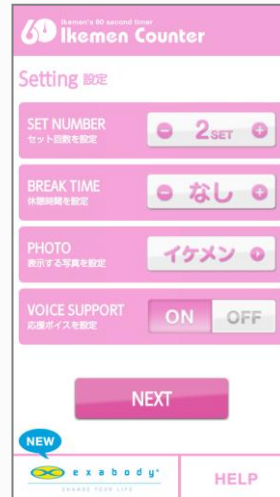 60
Ikemen's 60 second timer
Ikemen Counter
Setting 設定
SET NUMBER
セット回数を設定
2 SET
BREAK TIME
休憩時間を設定
なし
PHOTO
表示する写真を設定
イケメン
VOICE SUPPORT
応援ボイスを設定
ON OFF
NEXT
NEW
exabody
CHANGE YOUR LIFE
HELP